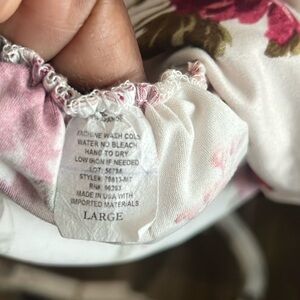 MACHINE WASH COLD
WATER NO BLEACH
HANG TO DRY
LOW IRON IF NEEDED
LOT:
STYLE#
RN#
MADE IN USA WITH
IMPORTED MATERIALS
LARGE